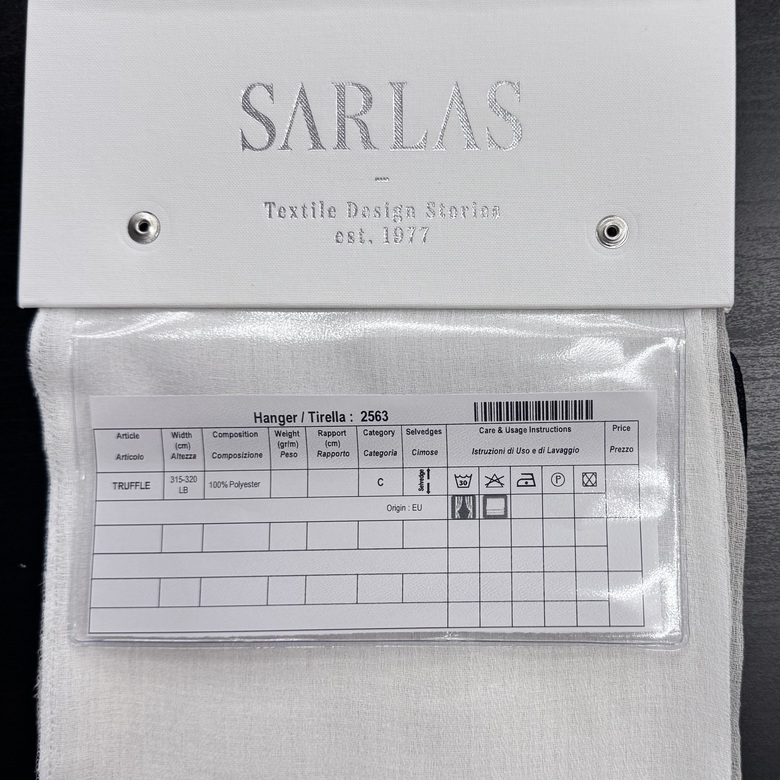 SARLAS
Textile Design Stories
est. 1977
Hanger / Tirella : 2563
Article Width (cm) Composition Weight (gr/m) Rapport (cm) Category Selvedges Care & Usage Instructions Price
Articolo Altezza Composizione Peso Rapporto Categoria Cimose Istruzioni di Uso e di Lavaggio Prezzo
TRUFFLE 315-320 LB 100% Polyester C Selvedge 30 P
Origin : EU